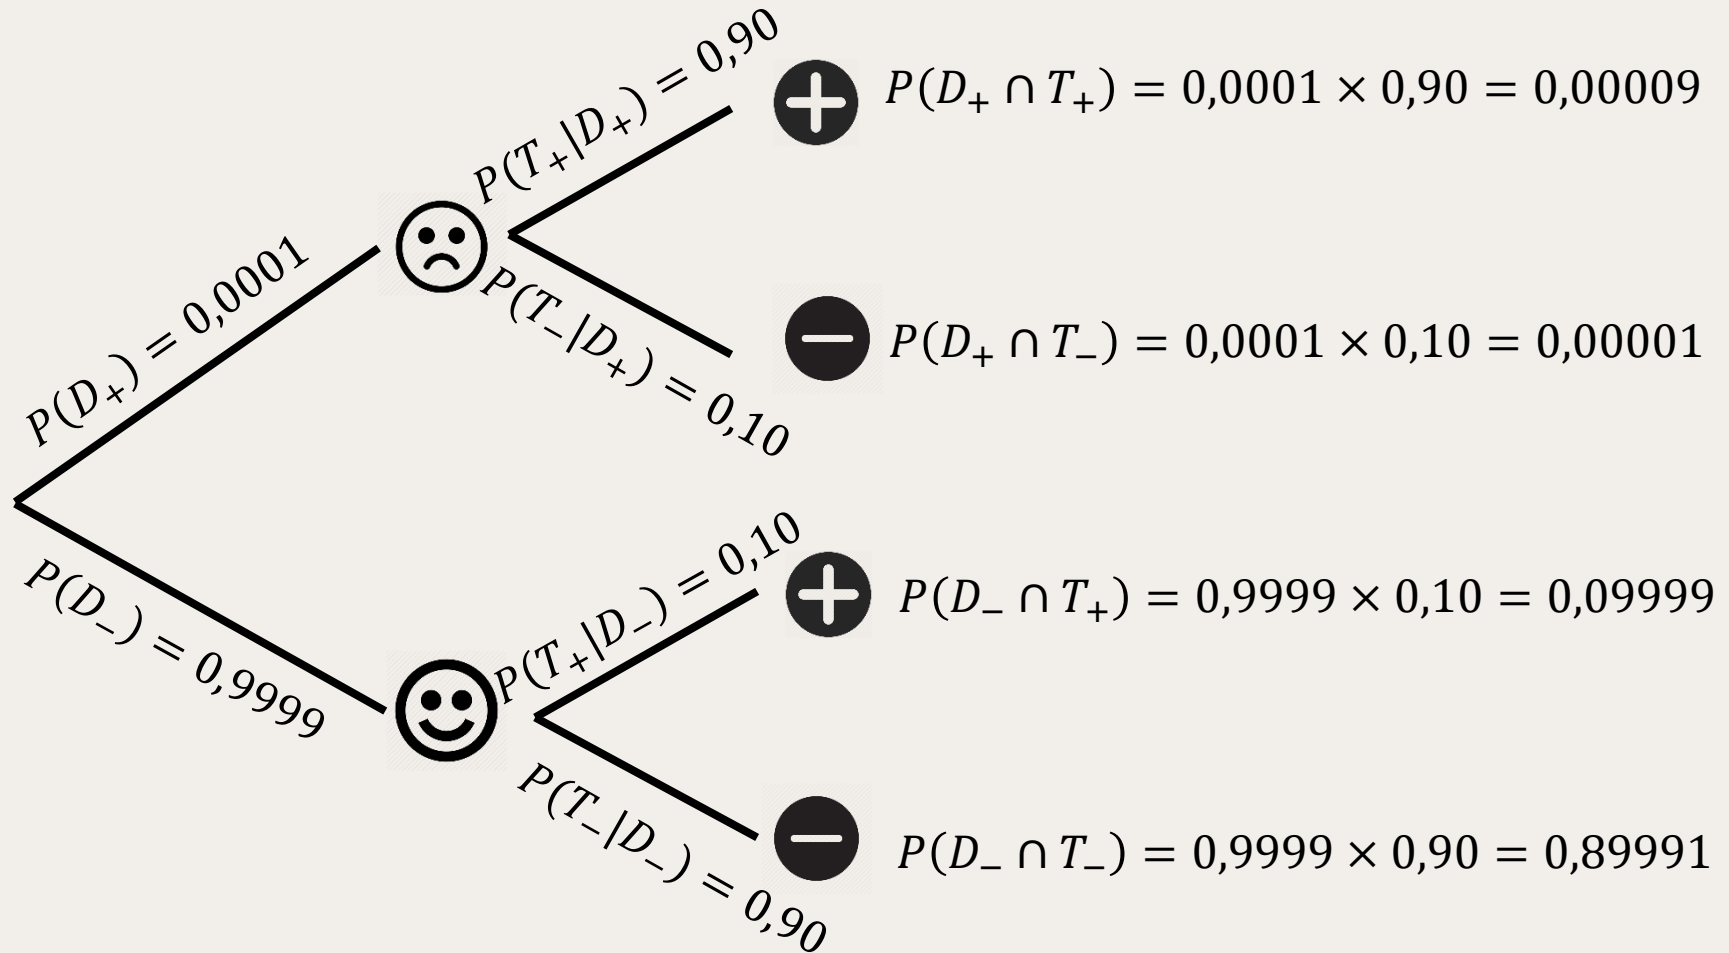 P(D₊) = 0,0001
P(T₊|D₊) = 0,90
P(D₊ ∩ T₊) = 0,0001 × 0,90 = 0,00009
P(T₋|D₊) = 0,10
P(D₊ ∩ T₋) = 0,0001 × 0,10 = 0,00001
P(D₋) = 0,9999
P(T₊|D₋) = 0,10
P(D₋ ∩ T₊) = 0,9999 × 0,10 = 0,09999
P(T₋|D₋) = 0,90
P(D₋ ∩ T₋) = 0,9999 × 0,90 = 0,89991